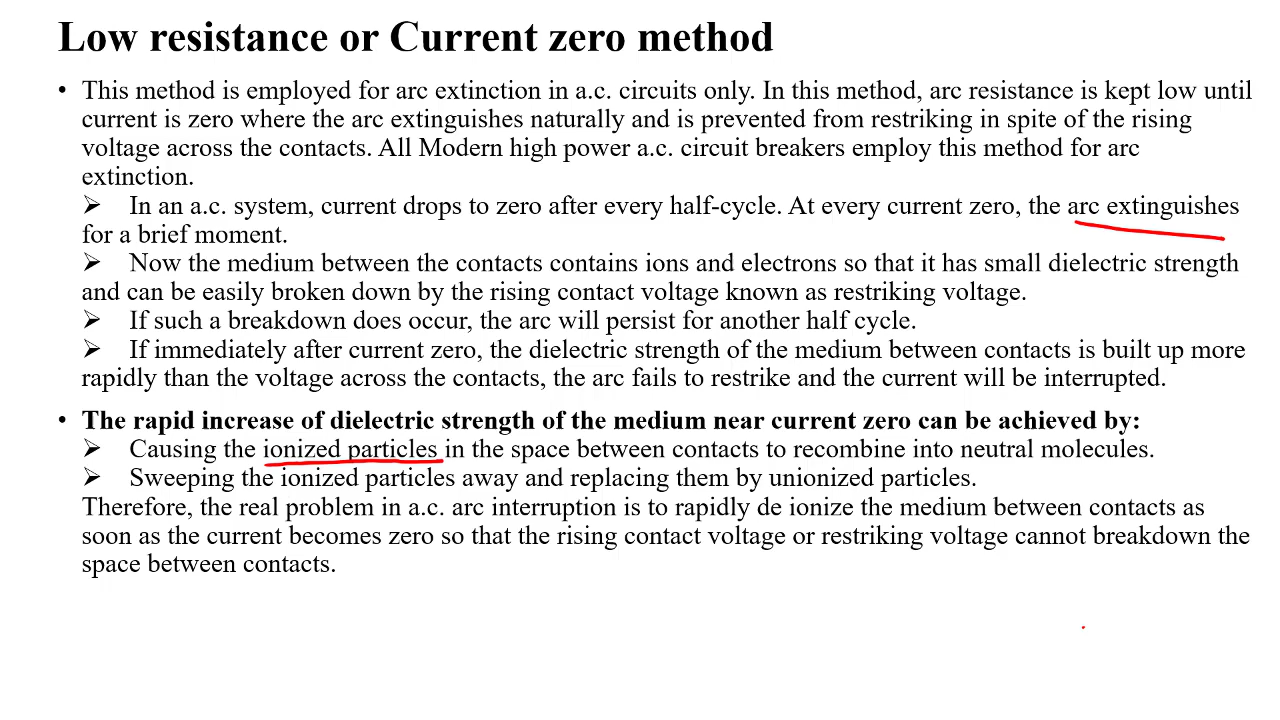 Low resistance or Current zero method
• This method is employed for arc extinction in a.c. circuits only. In this method, arc resistance is kept low until
current is zero where the arc extinguishes naturally and is prevented from restriking in spite of the rising
voltage across the contacts. All Modern high power a.c. circuit breakers employ this method for arc
extinction.
➢ In an a.c. system, current drops to zero after every half-cycle. At every current zero, the arc extinguishes
for a brief moment.
➢ Now the medium between the contacts contains ions and electrons so that it has small dielectric strength
and can be easily broken down by the rising contact voltage known as restriking voltage.
➢ If such a breakdown does occur, the arc will persist for another half cycle.
➢ If immediately after current zero, the dielectric strength of the medium between contacts is built up more
rapidly than the voltage across the contacts, the arc fails to restrike and the current will be interrupted.
• The rapid increase of dielectric strength of the medium near current zero can be achieved by:
➢ Causing the ionized particles in the space between contacts to recombine into neutral molecules.
➢ Sweeping the ionized particles away and replacing them by unionized particles.
Therefore, the real problem in a.c. arc interruption is to rapidly de ionize the medium between contacts as
soon as the current becomes zero so that the rising contact voltage or restriking voltage cannot breakdown the
space between contacts.